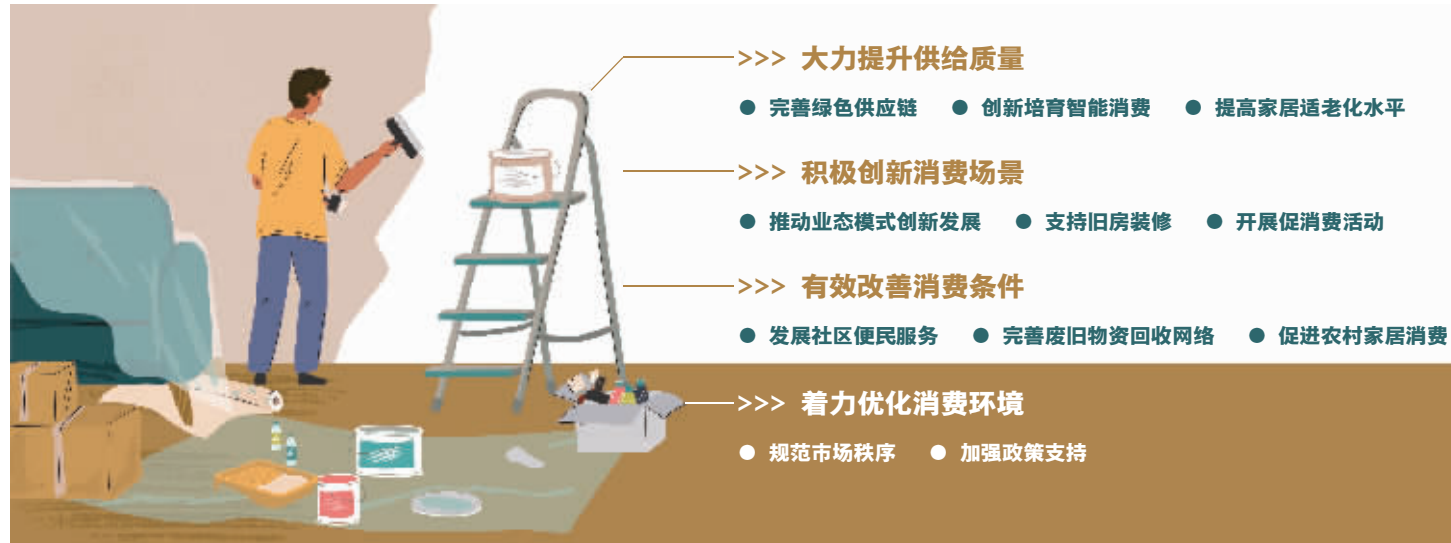 >>> 大力提升供给质量
● 完善绿色供应链 ● 创新培育智能消费 ● 提高家居适老化水平
>>> 积极创新消费场景
● 推动业态模式创新发展 ● 支持旧房装修 ● 开展促消费活动
>>> 有效改善消费条件
● 发展社区便民服务 ● 完善废旧物资回收网络 ● 促进农村家居消费
>>> 着力优化消费环境
● 规范市场秩序 ● 加强政策支持